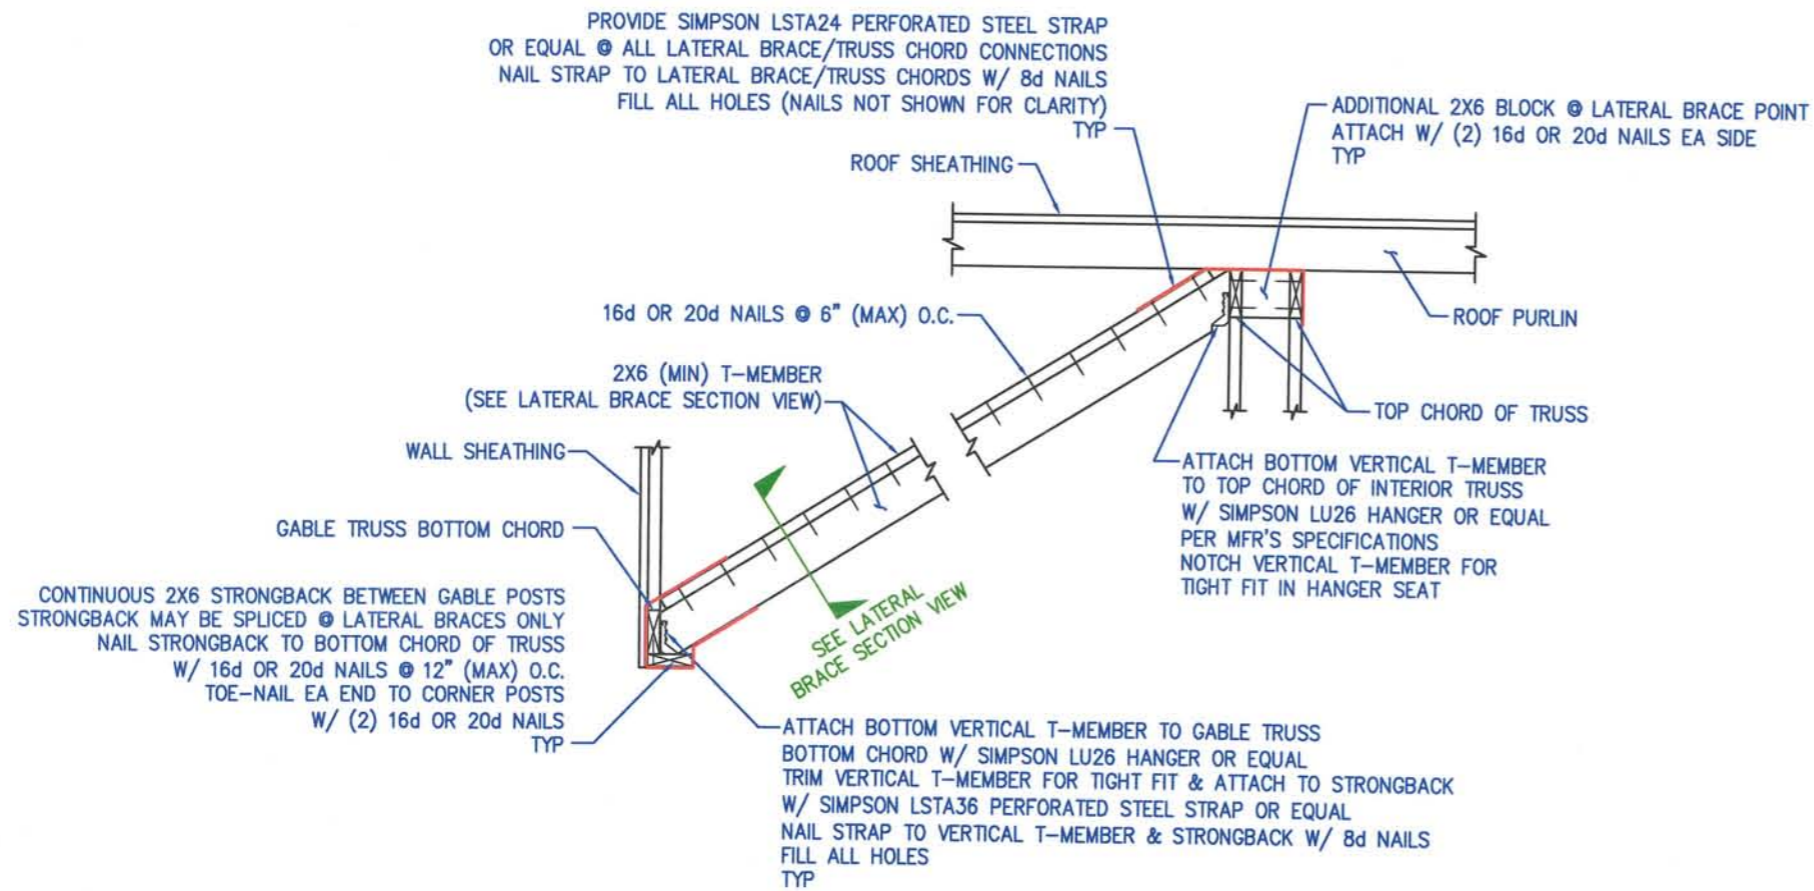 PROVIDE SIMPSON LSTA24 PERFORATED STEEL STRAP
OR EQUAL @ ALL LATERAL BRACE/TRUSS CHORD CONNECTIONS
NAIL STRAP TO LATERAL BRACE/TRUSS CHORDS W/ 8d NAILS
FILL ALL HOLES (NAILS NOT SHOWN FOR CLARITY)
TYP
ADDITIONAL 2X6 BLOCK @ LATERAL BRACE POINT
ATTACH W/ (2) 16d OR 20d NAILS EA SIDE
TYP
ROOF SHEATHING
16d OR 20d NAILS @ 6" (MAX) O.C.
ROOF PURLIN
2X6 (MIN) T-MEMBER
(SEE LATERAL BRACE SECTION VIEW)
TOP CHORD OF TRUSS
WALL SHEATHING
ATTACH BOTTOM VERTICAL T-MEMBER
TO TOP CHORD OF INTERIOR TRUSS
W/ SIMPSON LU26 HANGER OR EQUAL
PER MFR'S SPECIFICATIONS
NOTCH VERTICAL T-MEMBER FOR
TIGHT FIT IN HANGER SEAT
GABLE TRUSS BOTTOM CHORD
CONTINUOUS 2X6 STRONGBACK BETWEEN GABLE POSTS
STRONGBACK MAY BE SPLICED @ LATERAL BRACES ONLY
NAIL STRONGBACK TO BOTTOM CHORD OF TRUSS
W/ 16d OR 20d NAILS @ 12" (MAX) O.C.
TOE-NAIL EA END TO CORNER POSTS
W/ (2) 16d OR 20d NAILS
TYP
SEE LATERAL
BRACE SECTION VIEW
ATTACH BOTTOM VERTICAL T-MEMBER TO GABLE TRUSS
BOTTOM CHORD W/ SIMPSON LU26 HANGER OR EQUAL
TRIM VERTICAL T-MEMBER FOR TIGHT FIT & ATTACH TO STRONGBACK
W/ SIMPSON LSTA36 PERFORATED STEEL STRAP OR EQUAL
NAIL STRAP TO VERTICAL T-MEMBER & STRONGBACK W/ 8d NAILS
FILL ALL HOLES
TYP